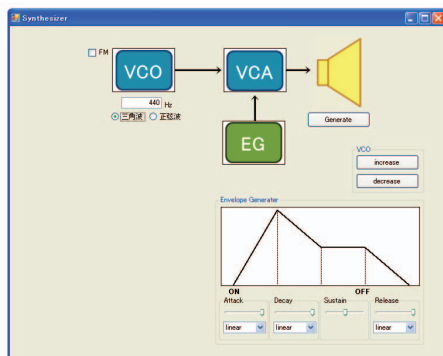 Synthesizer
FM
VCO
VCA
440 Hz
三角波 正弦波
Generate
EG
VCO
increase
decrease
Envelope Generater
ON OFF
Attack Decay Sustain Release
linear linear linear